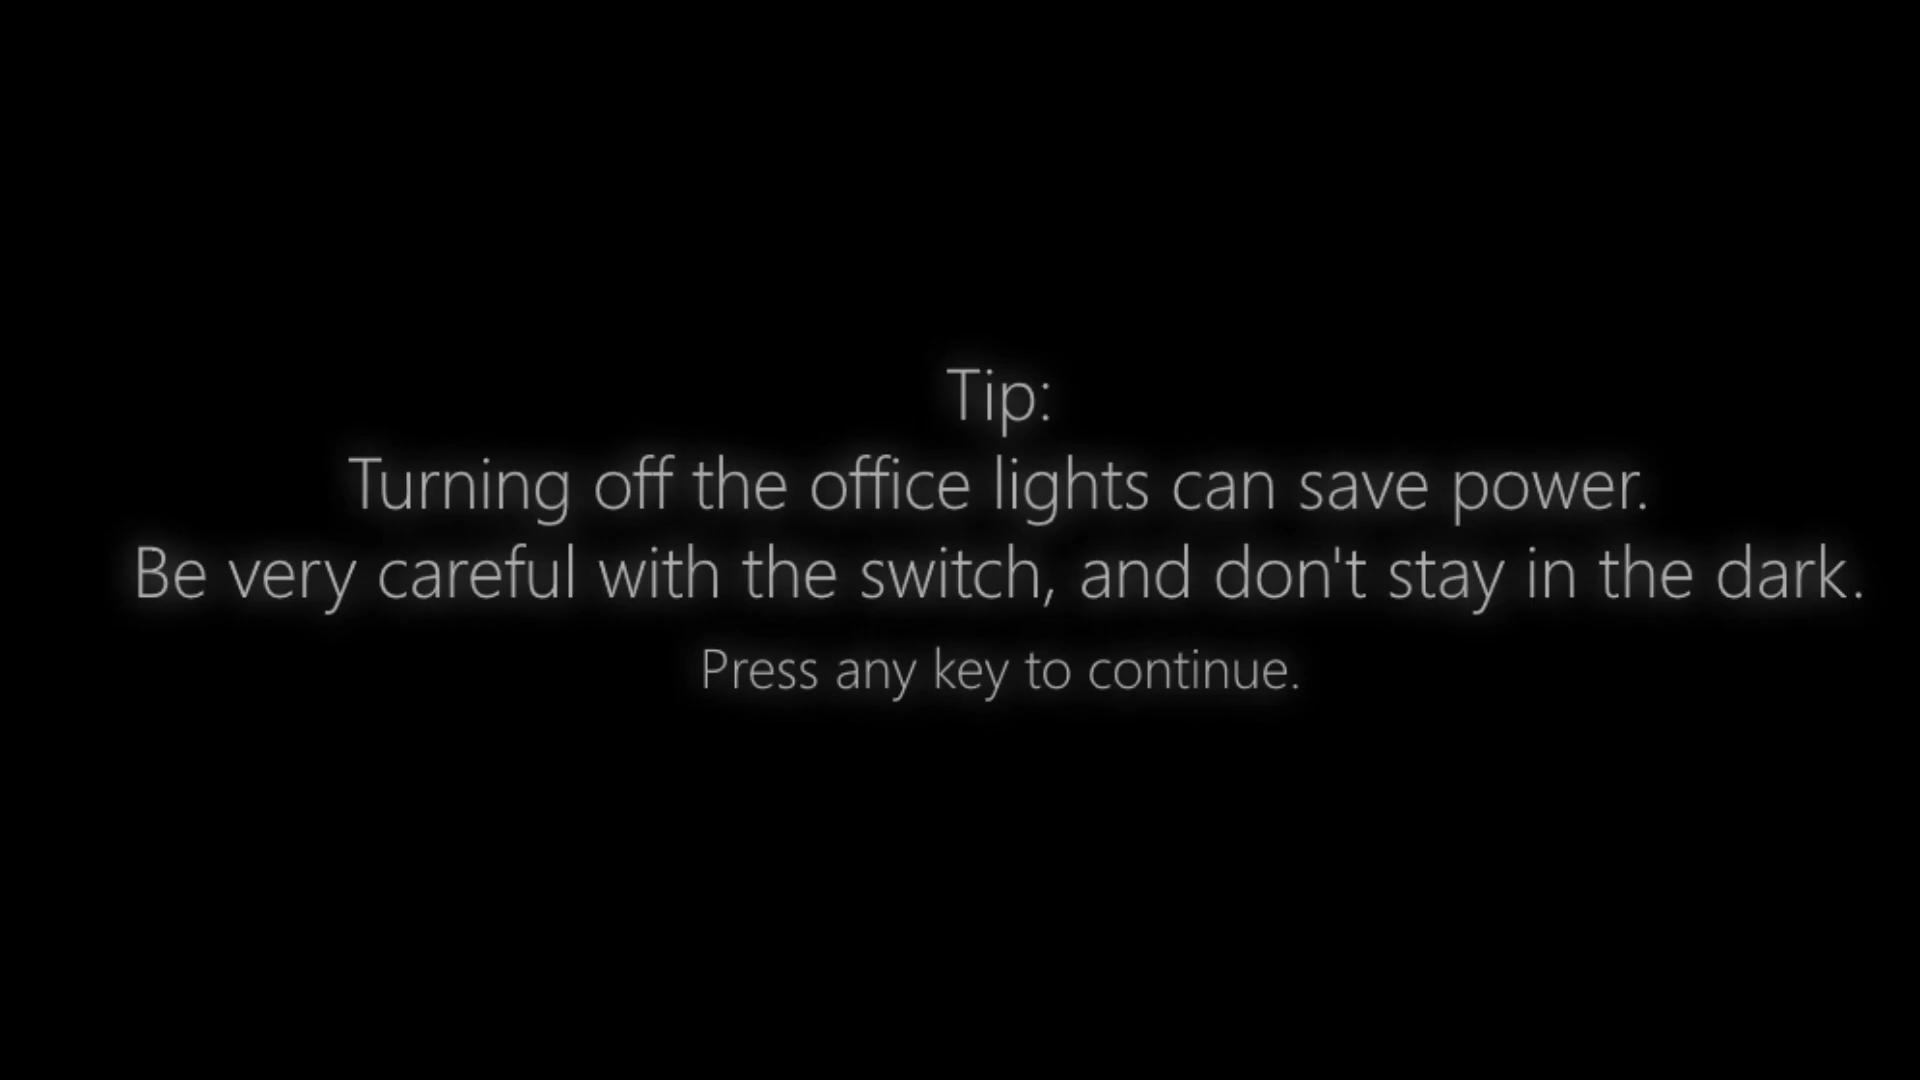 Tip:
Turning off the office lights can save power.
Be very careful with the switch, and don't stay in the dark.
Press any key to continue.